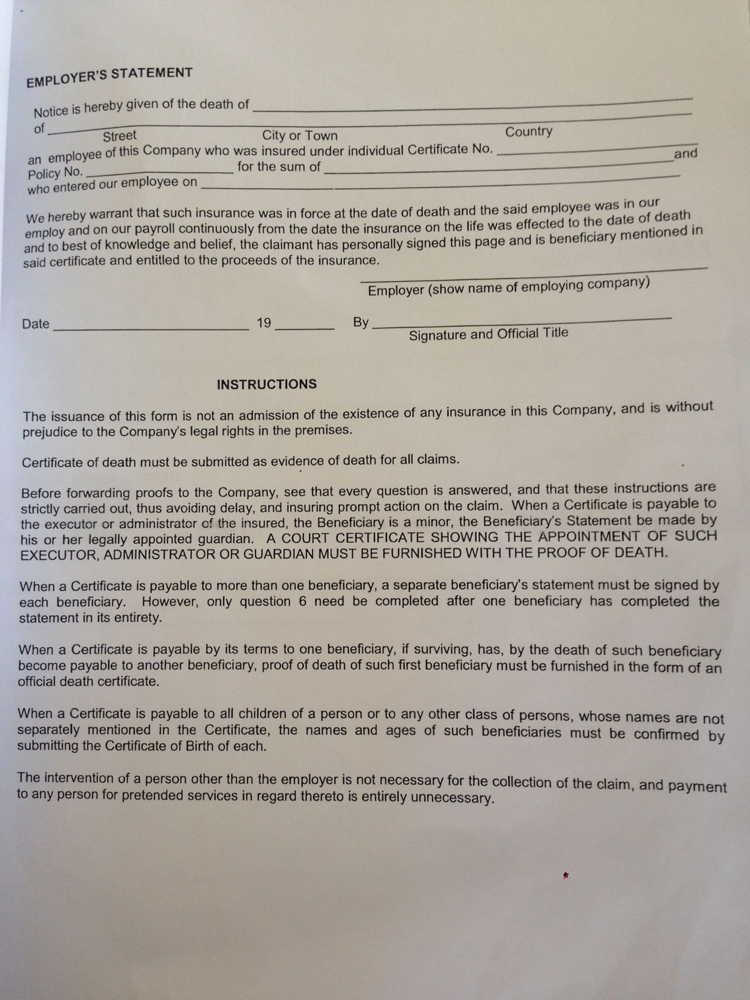 EMPLOYER'S STATEMENT
Notice is hereby given of the death of
of
Street City or Town Country
an employee of this Company who was insured under individual Certificate No.
Policy No. for the sum of and
who entered our employee on
We hereby warrant that such insurance was in force at the date of death and the said employee was in our
employ and on our payroll continuously from the date the insurance on the life was effected to the date of death
and to best of knowledge and belief, the claimant has personally signed this page and is beneficiary mentioned in
said certificate and entitled to the proceeds of the insurance.
Employer (show name of employing company)
Date 19 By
Signature and Official Title
INSTRUCTIONS
The issuance of this form is not an admission of the existence of any insurance in this Company, and is without
prejudice to the Company's legal rights in the premises.
Certificate of death must be submitted as evidence of death for all claims.
Before forwarding proofs to the Company, see that every question is answered, and that these instructions are
strictly carried out, thus avoiding delay, and insuring prompt action on the claim. When a Certificate is payable to
the executor or administrator of the insured, the Beneficiary is a minor, the Beneficiary's Statement be made by
his or her legally appointed guardian. A COURT CERTIFICATE SHOWING THE APPOINTMENT OF SUCH
EXECUTOR, ADMINISTRATOR OR GUARDIAN MUST BE FURNISHED WITH THE PROOF OF DEATH.
When a Certificate is payable to more than one beneficiary, a separate beneficiary's statement must be signed by
each beneficiary. However, only question 6 need be completed after one beneficiary has completed the
statement in its entirety.
When a Certificate is payable by its terms to one beneficiary, if surviving, has, by the death of such beneficiary
become payable to another beneficiary, proof of death of such first beneficiary must be furnished in the form of an
official death certificate.
When a Certificate is payable to all children of a person or to any other class of persons, whose names are not
separately mentioned in the Certificate, the names and ages of such beneficiaries must be confirmed by
submitting the Certificate of Birth of each.
The intervention of a person other than the employer is not necessary for the collection of the claim, and payment
to any person for pretended services in regard thereto is entirely unnecessary.